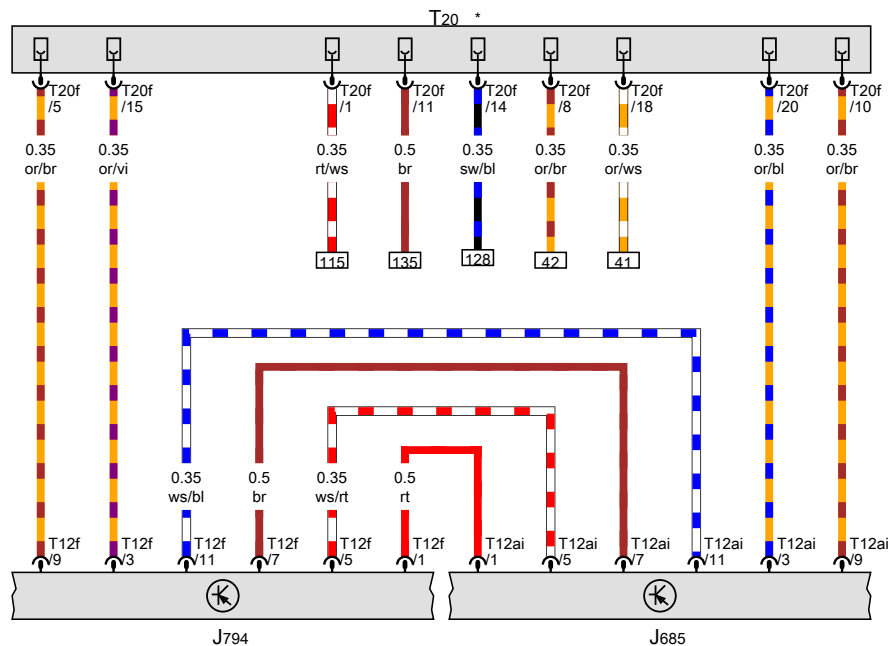 T20 *
T20f /5
T20f /15
T20f /1
T20f /11
T20f /14
T20f /8
T20f /18
T20f /20
T20f /10
0.35 or/br
0.35 or/vi
0.35 rt/ws
0.5 br
0.35 sw/bl
0.35 or/br
0.35 or/ws
0.35 or/bl
0.35 or/br
115
135
128
42
41
0.35 ws/bl
0.5 br
0.35 ws/rt
0.5 rt
T12f /9
T12f /3
T12f /11
T12f /7
T12f /5
T12f /1
T12ai /1
T12ai /5
T12ai /7
T12ai /11
T12ai /3
T12ai /9
J794
J685